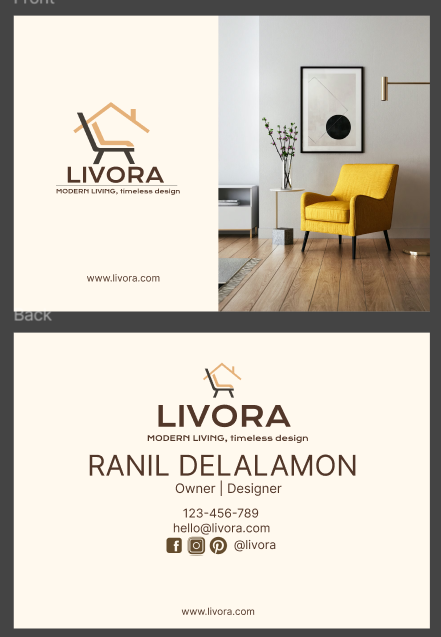 Front
LIVORA
MODERN LIVING, timeless design
www.livora.com
Back
LIVORA
MODERN LIVING, timeless design
RANIL DELALAMON
Owner | Designer
123-456-789
hello@livora.com
@livora
www.livora.com